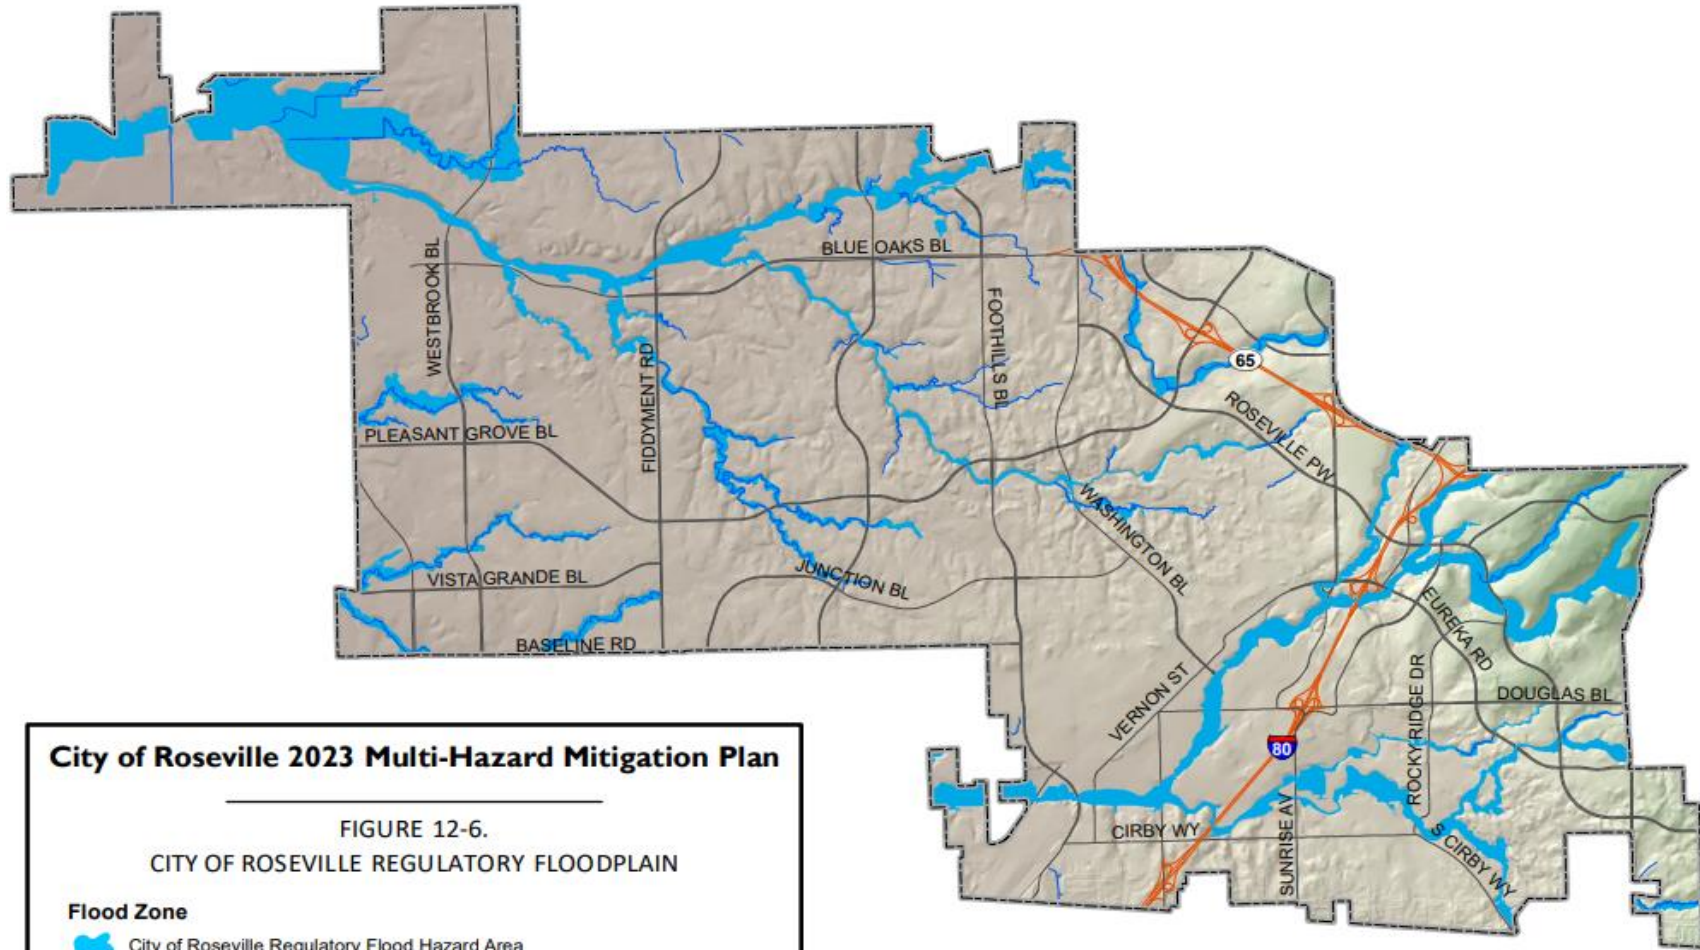 BLUE OAKS BL
WESTBROOK BL
FOOTHILLS BL
65
FIDDYMENT RD
ROSEVILLE PW
PLEASANT GROVE BL
WASHINGTON BL
JUNCTION BL
VISTA GRANDE BL
EUREKA RD
BASELINE RD
VERNON ST
ROCKY RIDGE DR
DOUGLAS BL
80
CIRBY WY
SUNRISE AV
S CIRBY WY
City of Roseville 2023 Multi-Hazard Mitigation Plan
FIGURE 12-6.
CITY OF ROSEVILLE REGULATORY FLOODPLAIN
Flood Zone
City of Roseville Regulatory Flood Hazard Area